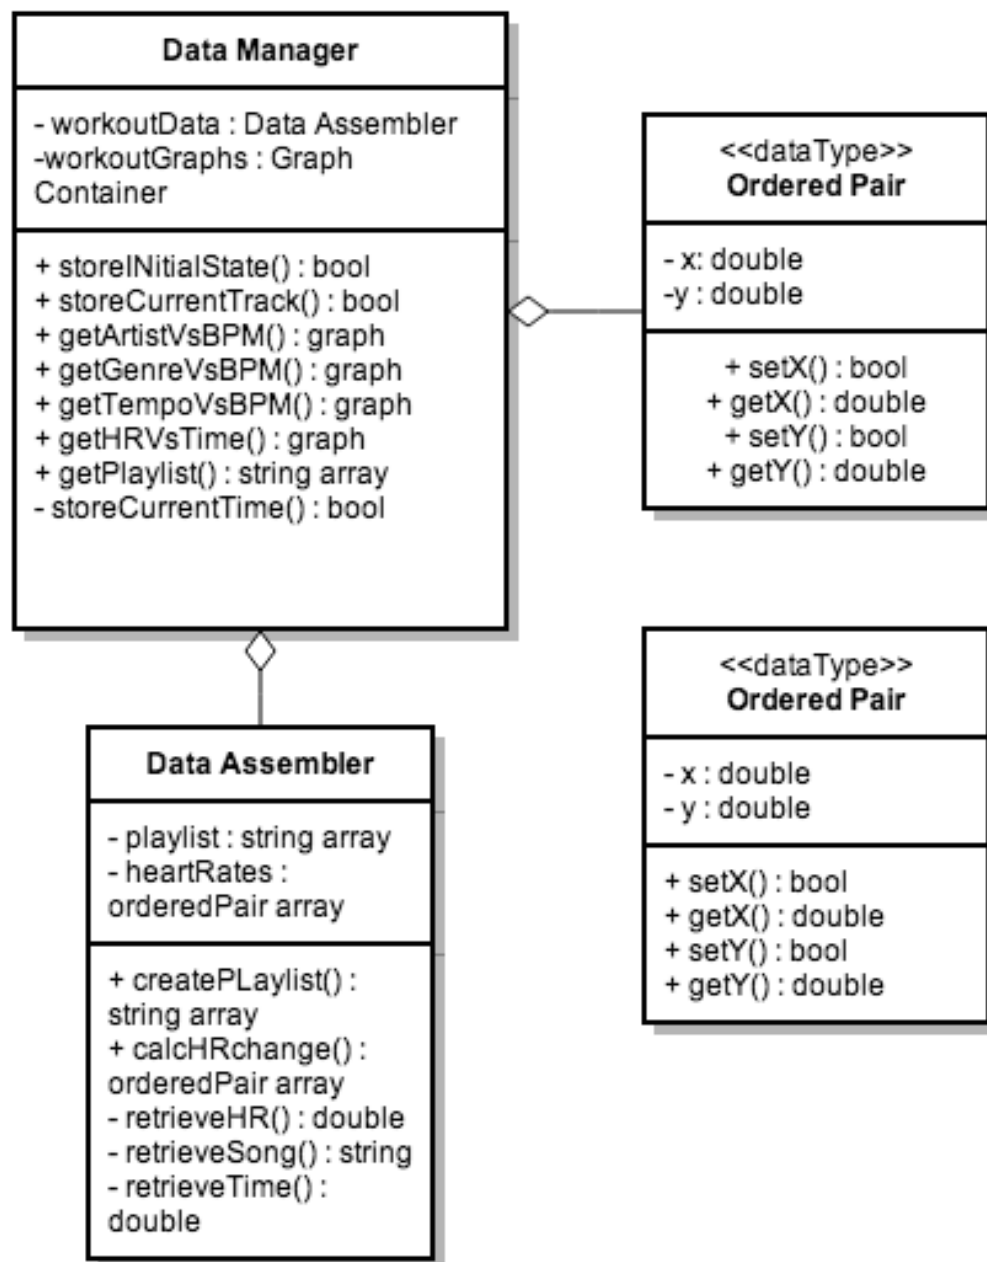 Data Manager
- workoutData : Data Assembler
-workoutGraphs : Graph
Container
+ storeINitialState() : bool
+ storeCurrentTrack() : bool
+ getArtistVsBPM() : graph
+ getGenreVsBPM() : graph
+ getTempoVsBPM() : graph
+ getHRVsTime() : graph
+ getPlaylist() : string array
- storeCurrentTime() : bool
<<dataType>>
Ordered Pair
- x: double
-y : double
+ setX() : bool
+ getX() : double
+ setY() : bool
+ getY() : double
Data Assembler
- playlist : string array
- heartRates :
orderedPair array
+ createPLaylist() :
string array
+ calcHRchange() :
orderedPair array
- retrieveHR() : double
- retrieveSong() : string
- retrieveTime() :
double
<<dataType>>
Ordered Pair
- x : double
- y : double
+ setX() : bool
+ getX() : double
+ setY() : bool
+ getY() : double